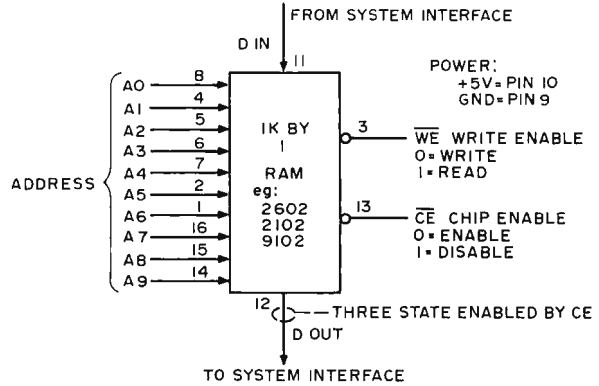 FROM SYSTEM INTERFACE
D IN
11
POWER:
+5V = PIN 10
GND = PIN 9
ADDRESS
A0 8
A1 4
A2 5
A3 6
A4 7
A5 2
A6 1
A7 16
A8 15
A9 14
1K BY
1
RAM
eg:
2602
2102
9102
3
W̅E̅ WRITE ENABLE
0 = WRITE
1 = READ
13
C̅E̅ CHIP ENABLE
0 = ENABLE
1 = DISABLE
12
THREE STATE ENABLED BY CE
D OUT
TO SYSTEM INTERFACE